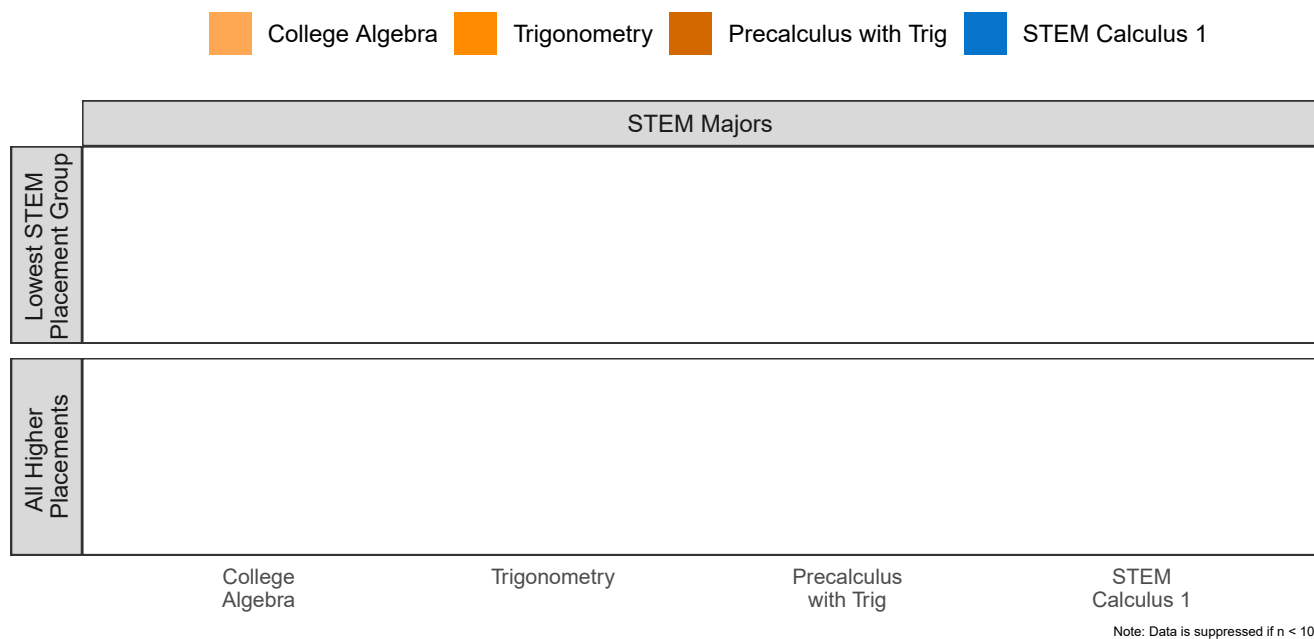 College Algebra Trigonometry Precalculus with Trig STEM Calculus 1
STEM Majors
Lowest STEM
Placement Group
All Higher
Placements
College
Algebra
Trigonometry
Precalculus
with Trig
STEM
Calculus 1
Note: Data is suppressed if n < 10